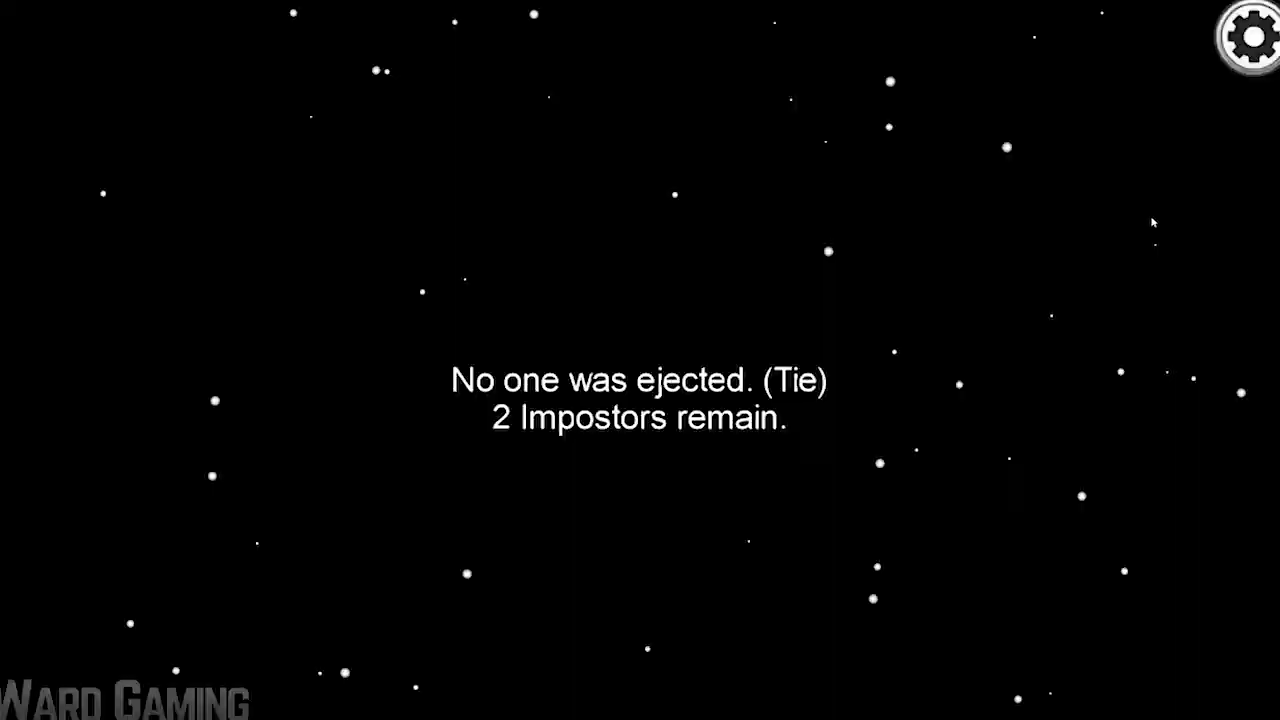 No one was ejected. (Tie)
2 Impostors remain.
WARD GAMING